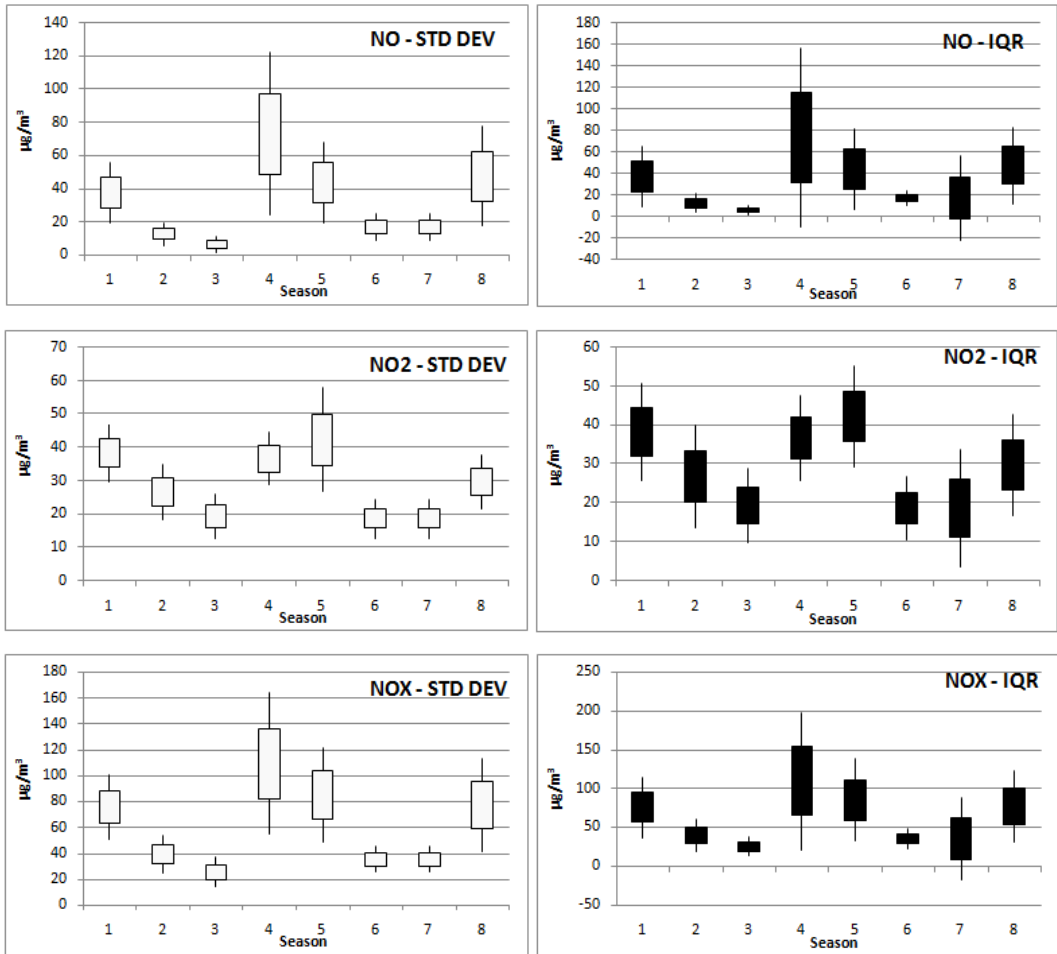 NO - STD DEV
µg/m³
140
120
100
80
60
40
20
0
1 2 3 4 5 6 7 8
Season
NO - IQR
µg/m³
180
160
140
120
100
80
60
40
20
0
-20
-40
1 2 3 4 5 6 7 8
Season
NO2 - STD DEV
µg/m³
70
60
50
40
30
20
10
0
1 2 3 4 5 6 7 8
Season
NO2 - IQR
µg/m³
60
50
40
30
20
10
0
1 2 3 4 5 6 7 8
Season
NOX - STD DEV
µg/m³
180
160
140
120
100
80
60
40
20
0
1 2 3 4 5 6 7 8
Season
NOX - IQR
µg/m³
250
200
150
100
50
0
-50
1 2 3 4 5 6 7 8
Season